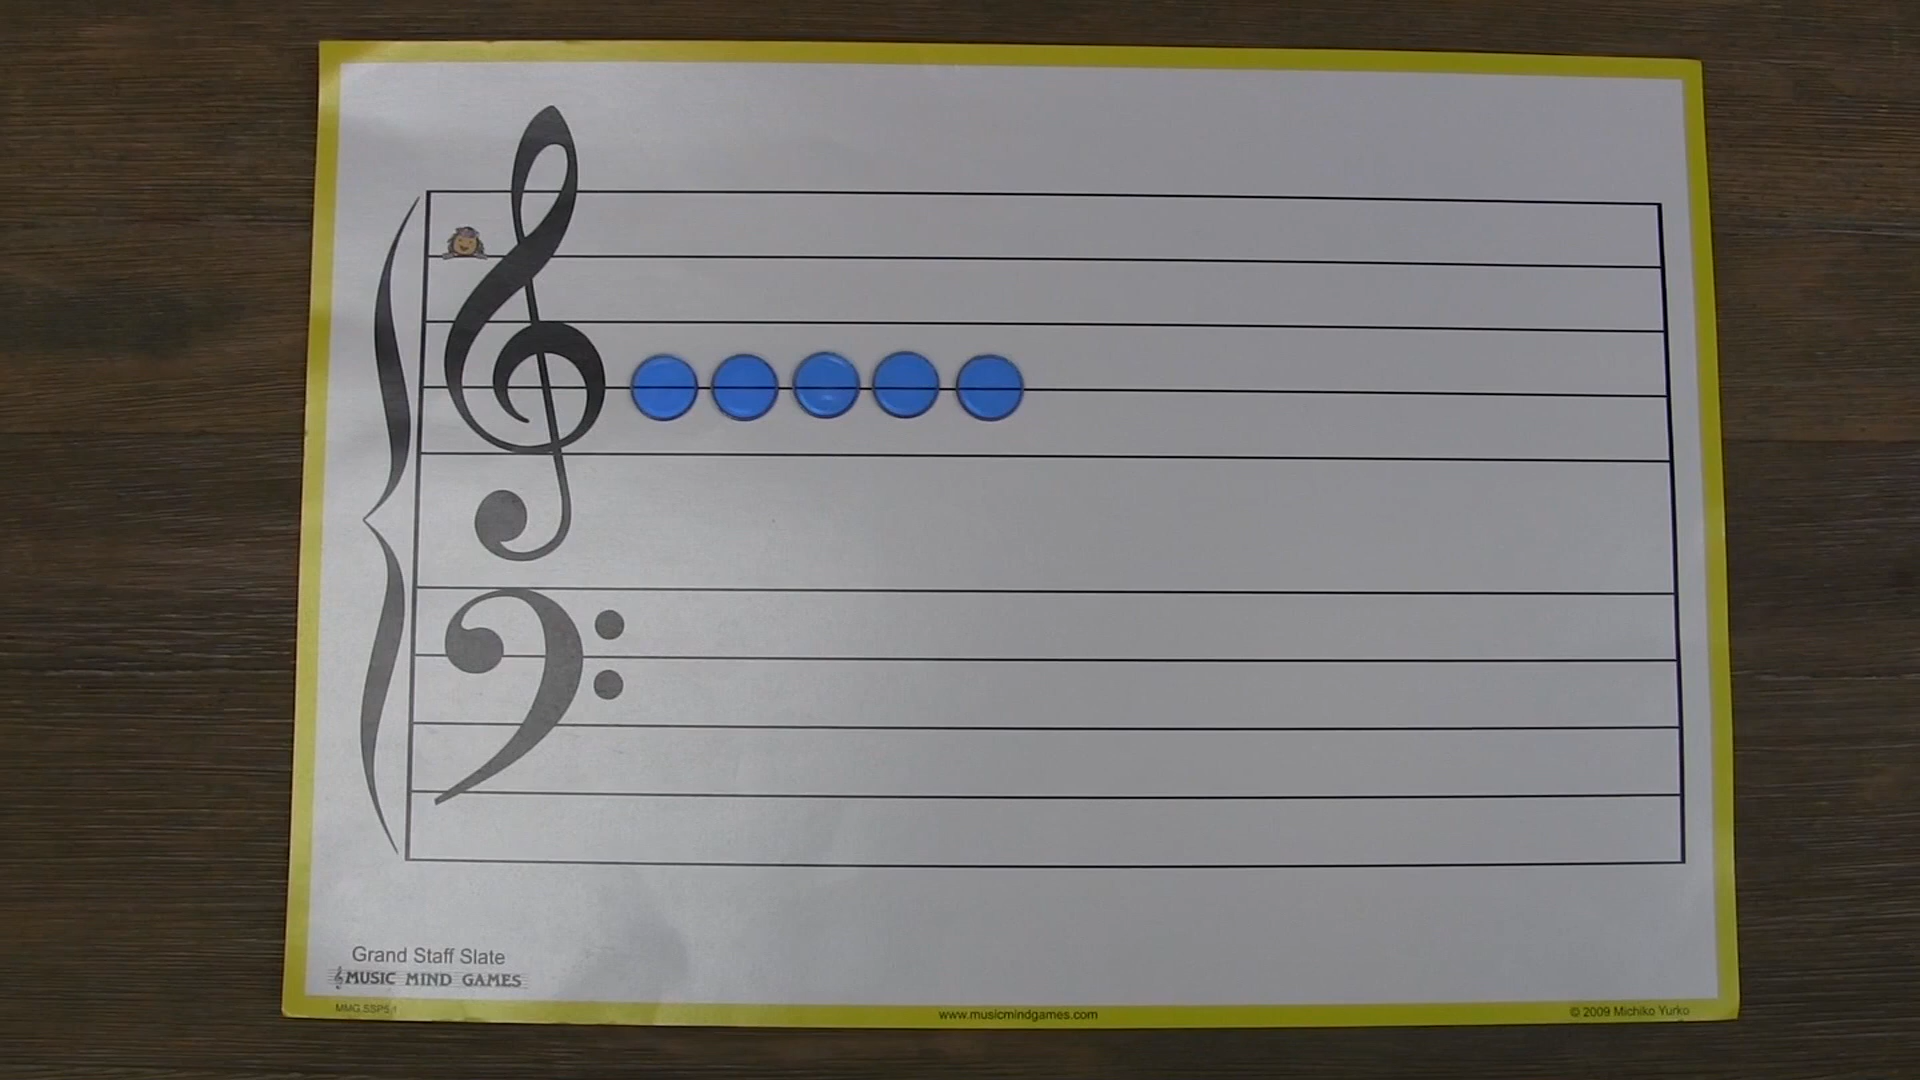 Grand Staff Slate
MUSIC MIND GAMES
MMG SSP5.1
www.musicmindgames.com
© 2009 Michiko Yurko